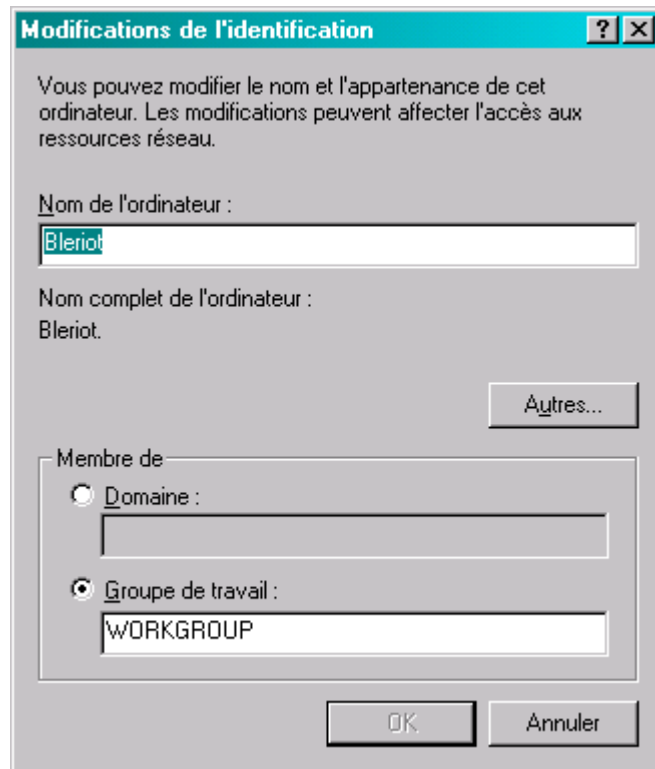 Modifications de l'identification
Vous pouvez modifier le nom et l'appartenance de cet
ordinateur. Les modifications peuvent affecter l'accès aux
ressources réseau.
Nom de l'ordinateur :
Bleriot
Nom complet de l'ordinateur :
Bleriot.
Autres...
Membre de
Domaine :
Groupe de travail :
WORKGROUP
OK
Annuler